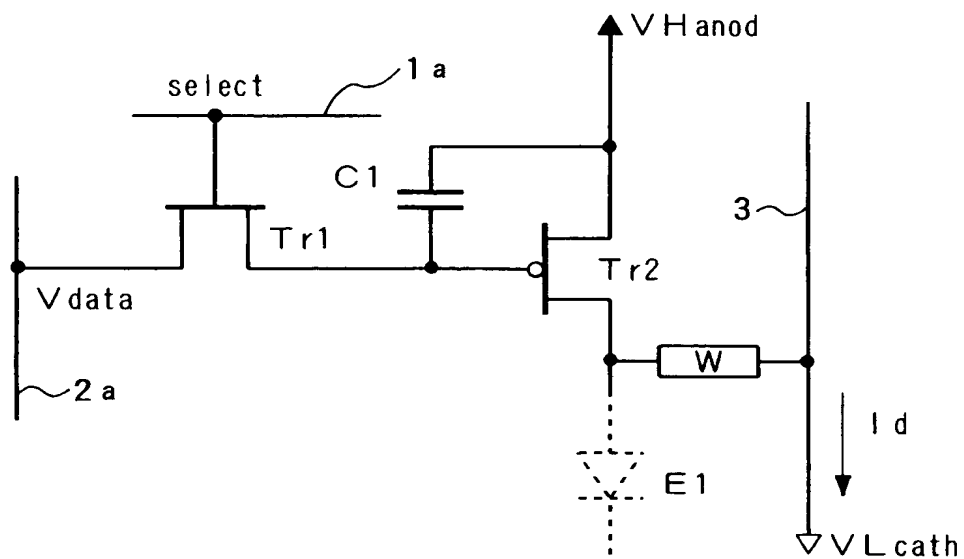 VHanod
1a
select
C1
3
Tr1
Tr2
Vdata
W
2a
Id
E1
VLcath